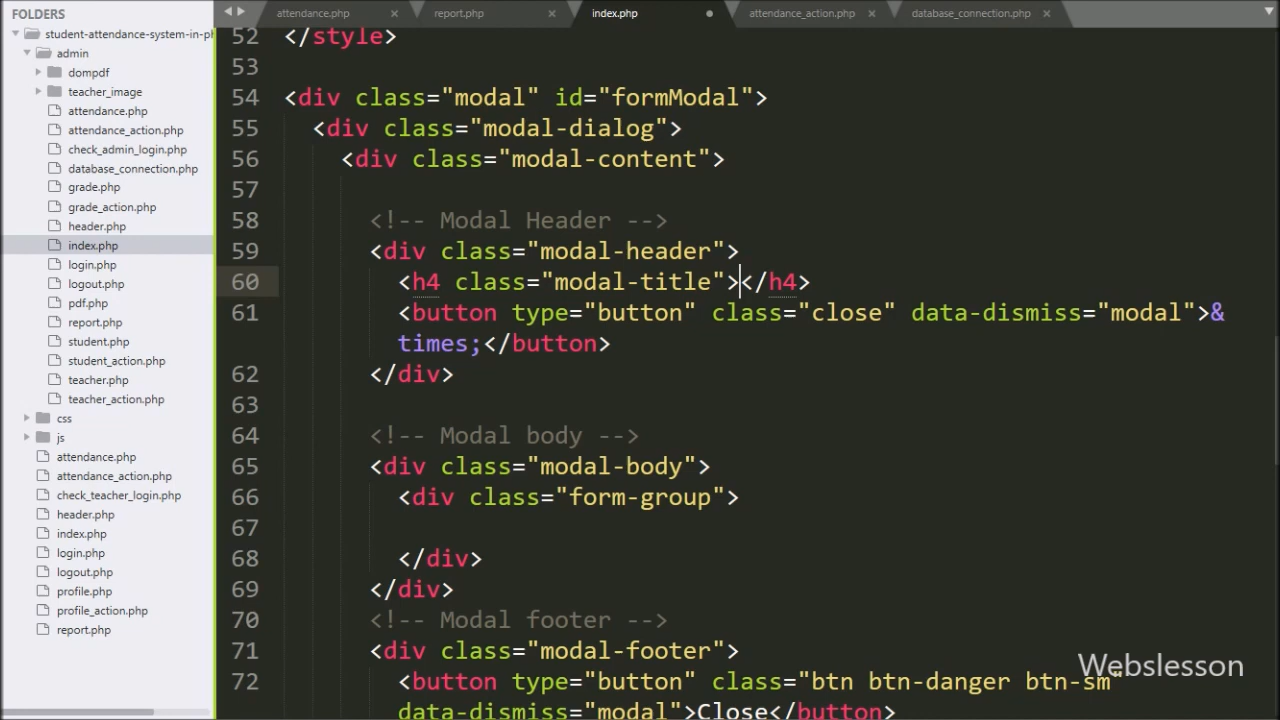 FOLDERS
student-attendance-system-in-ph
admin
dompdf
teacher_image
attendance.php
attendance_action.php
check_admin_login.php
database_connection.php
grade.php
grade_action.php
header.php
index.php
login.php
logout.php
pdf.php
report.php
student.php
student_action.php
teacher.php
teacher_action.php
css
js
attendance.php
attendance_action.php
check_teacher_login.php
header.php
index.php
login.php
logout.php
profile.php
profile_action.php
report.php
attendance.php × report.php × index.php attendance_action.php × database_connection.php ×
52 </style>
53
54 <div class="modal" id="formModal">
55 <div class="modal-dialog">
56 <div class="modal-content">
57
58 <!-- Modal Header -->
59 <div class="modal-header">
60 <h4 class="modal-title"></h4>
61 <button type="button" class="close" data-dismiss="modal">&
times;</button>
62 </div>
63
64 <!-- Modal body -->
65 <div class="modal-body">
66 <div class="form-group">
67
68 </div>
69 </div>
70 <!-- Modal footer -->
71 <div class="modal-footer">
72 <button type="button" class="btn btn-danger btn-sm"
data-dismiss="modal">Close</button>
Webslesson